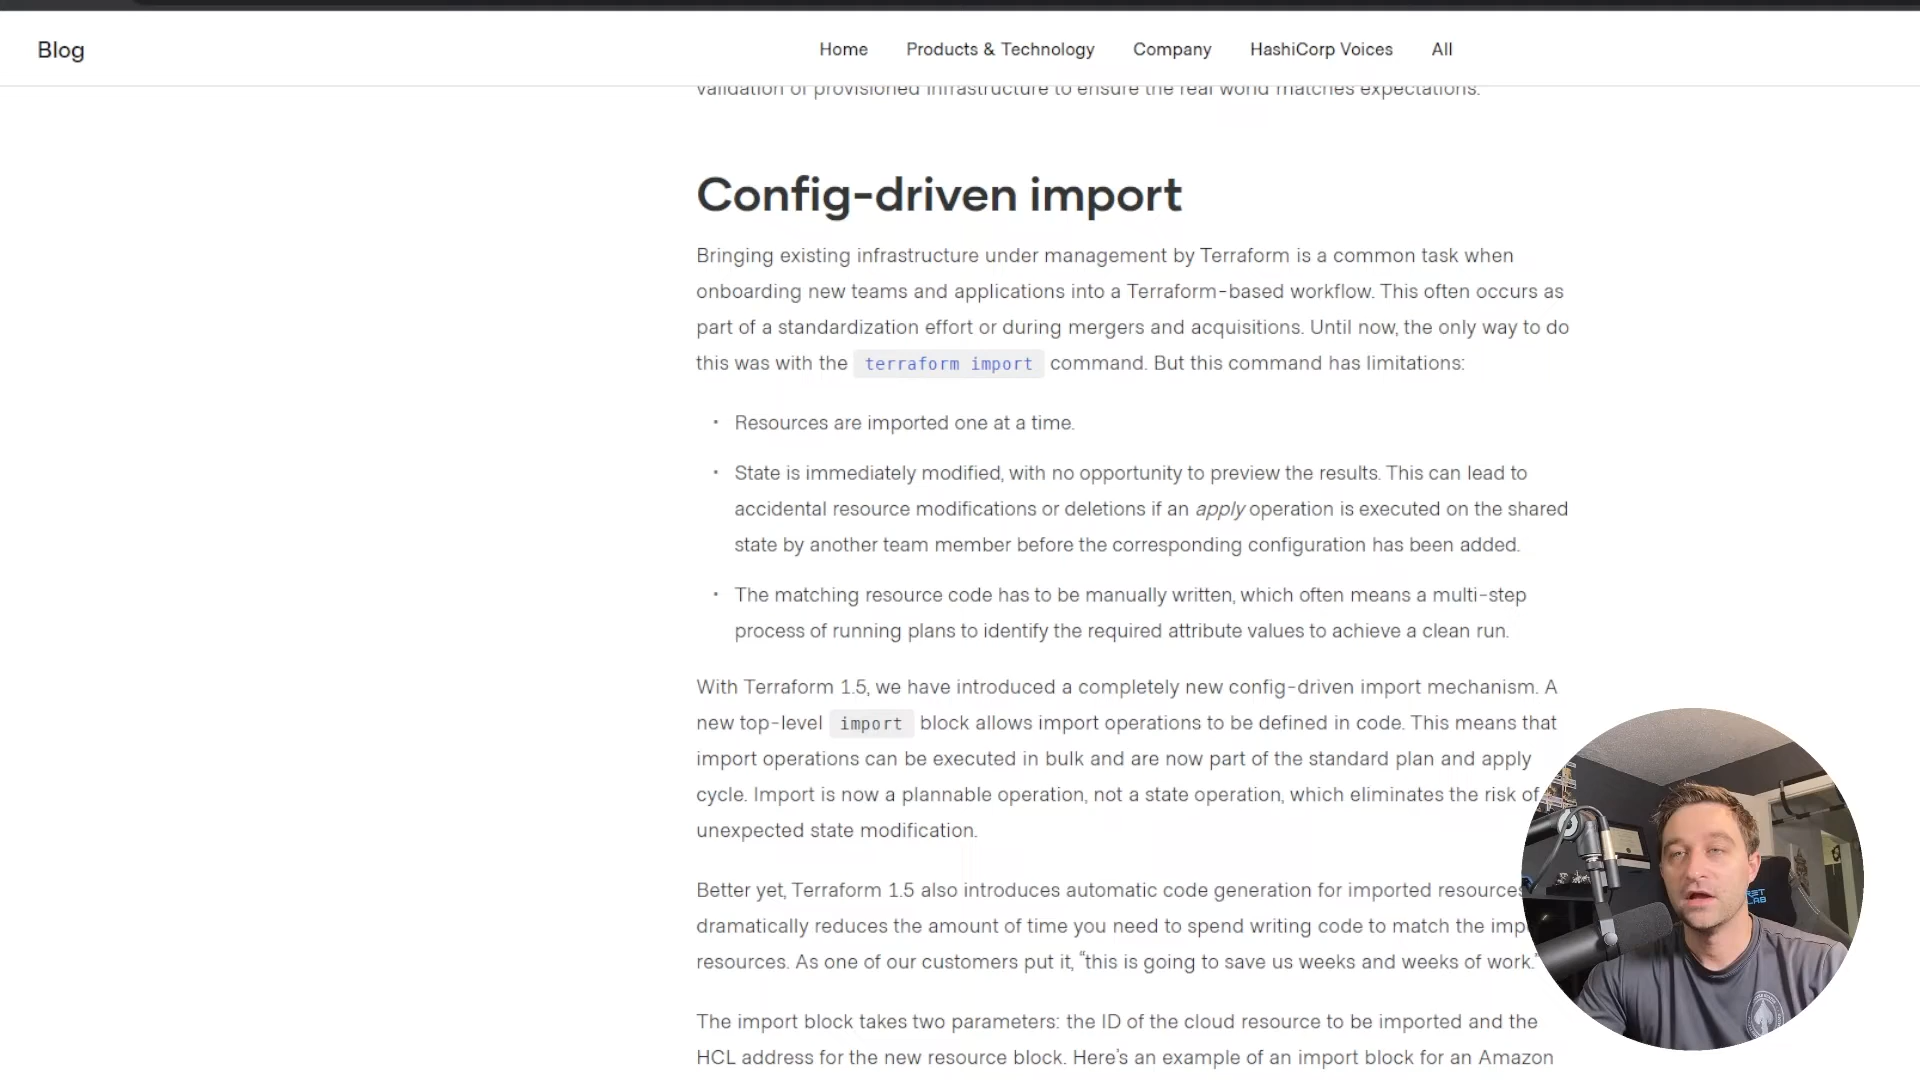 Blog
Home Products & Technology Company HashiCorp Voices All
validation of provisioned infrastructure to ensure the real world matches expectations.
Config-driven import
Bringing existing infrastructure under management by Terraform is a common task when
onboarding new teams and applications into a Terraform-based workflow. This often occurs as
part of a standardization effort or during mergers and acquisitions. Until now, the only way to do
this was with the terraform import command. But this command has limitations:
• Resources are imported one at a time.
• State is immediately modified, with no opportunity to preview the results. This can lead to
accidental resource modifications or deletions if an apply operation is executed on the shared
state by another team member before the corresponding configuration has been added.
• The matching resource code has to be manually written, which often means a multi-step
process of running plans to identify the required attribute values to achieve a clean run.
With Terraform 1.5, we have introduced a completely new config-driven import mechanism. A
new top-level import block allows import operations to be defined in code. This means that
import operations can be executed in bulk and are now part of the standard plan and apply
cycle. Import is now a plannable operation, not a state operation, which eliminates the risk of
unexpected state modification.
Better yet, Terraform 1.5 also introduces automatic code generation for imported resources
dramatically reduces the amount of time you need to spend writing code to match the imp
resources. As one of our customers put it, “this is going to save us weeks and weeks of work.”
The import block takes two parameters: the ID of the cloud resource to be imported and the
HCL address for the new resource block. Here’s an example of an import block for an Amazon